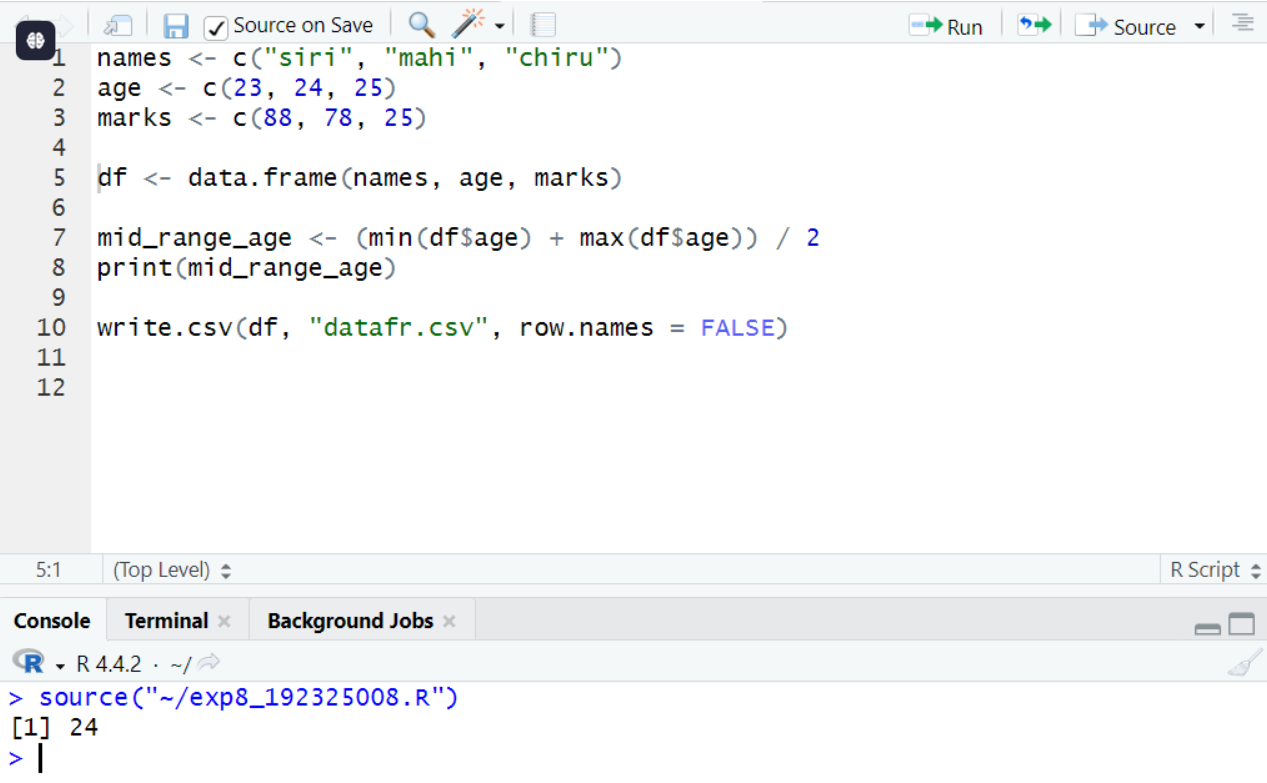 Source on Save Run Source
1 names <- c("siri", "mahi", "chiru")
2 age <- c(23, 24, 25)
3 marks <- c(88, 78, 25)
4
5 df <- data.frame(names, age, marks)
6
7 mid_range_age <- (min(df$age) + max(df$age)) / 2
8 print(mid_range_age)
9
10 write.csv(df, "datafr.csv", row.names = FALSE)
11
12
5:1 (Top Level) R Script
Console Terminal Background Jobs
R R 4.4.2 · ~/
> source("~/exp8_192325008.R")
[1] 24
>